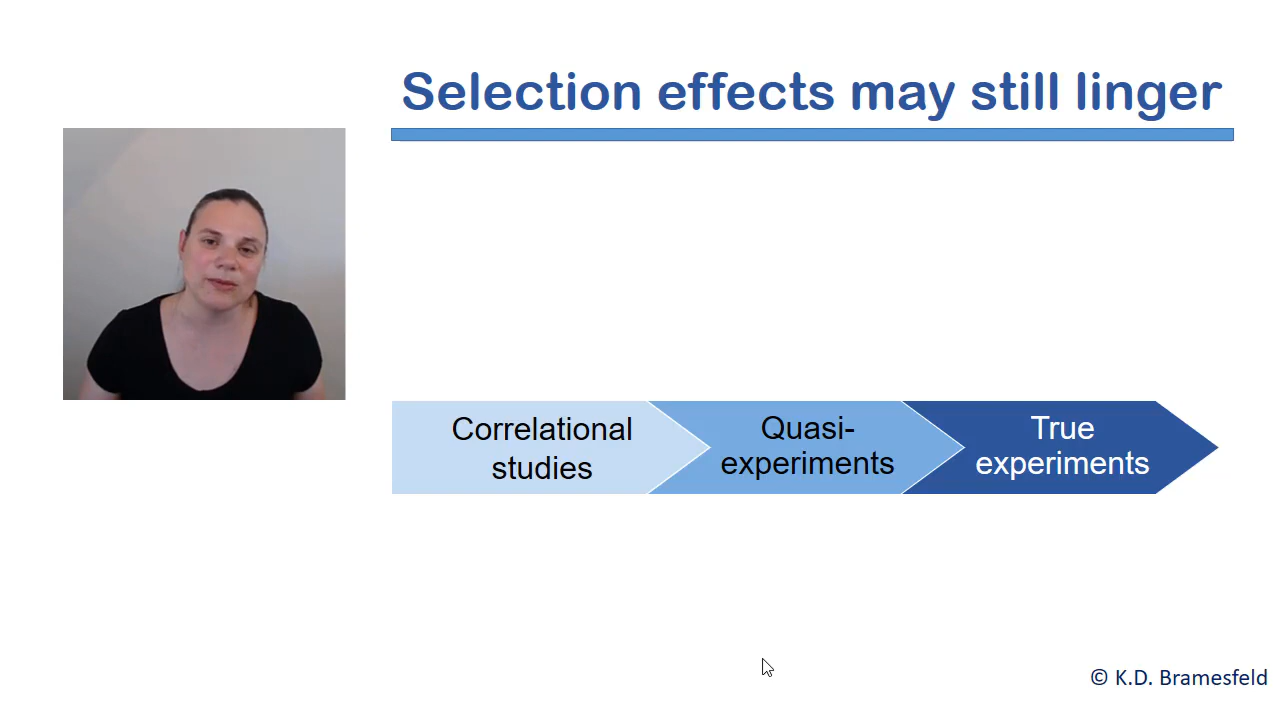 Selection effects may still linger
Correlational
studies
Quasi-
experiments
True
experiments
© K.D. Bramesfeld